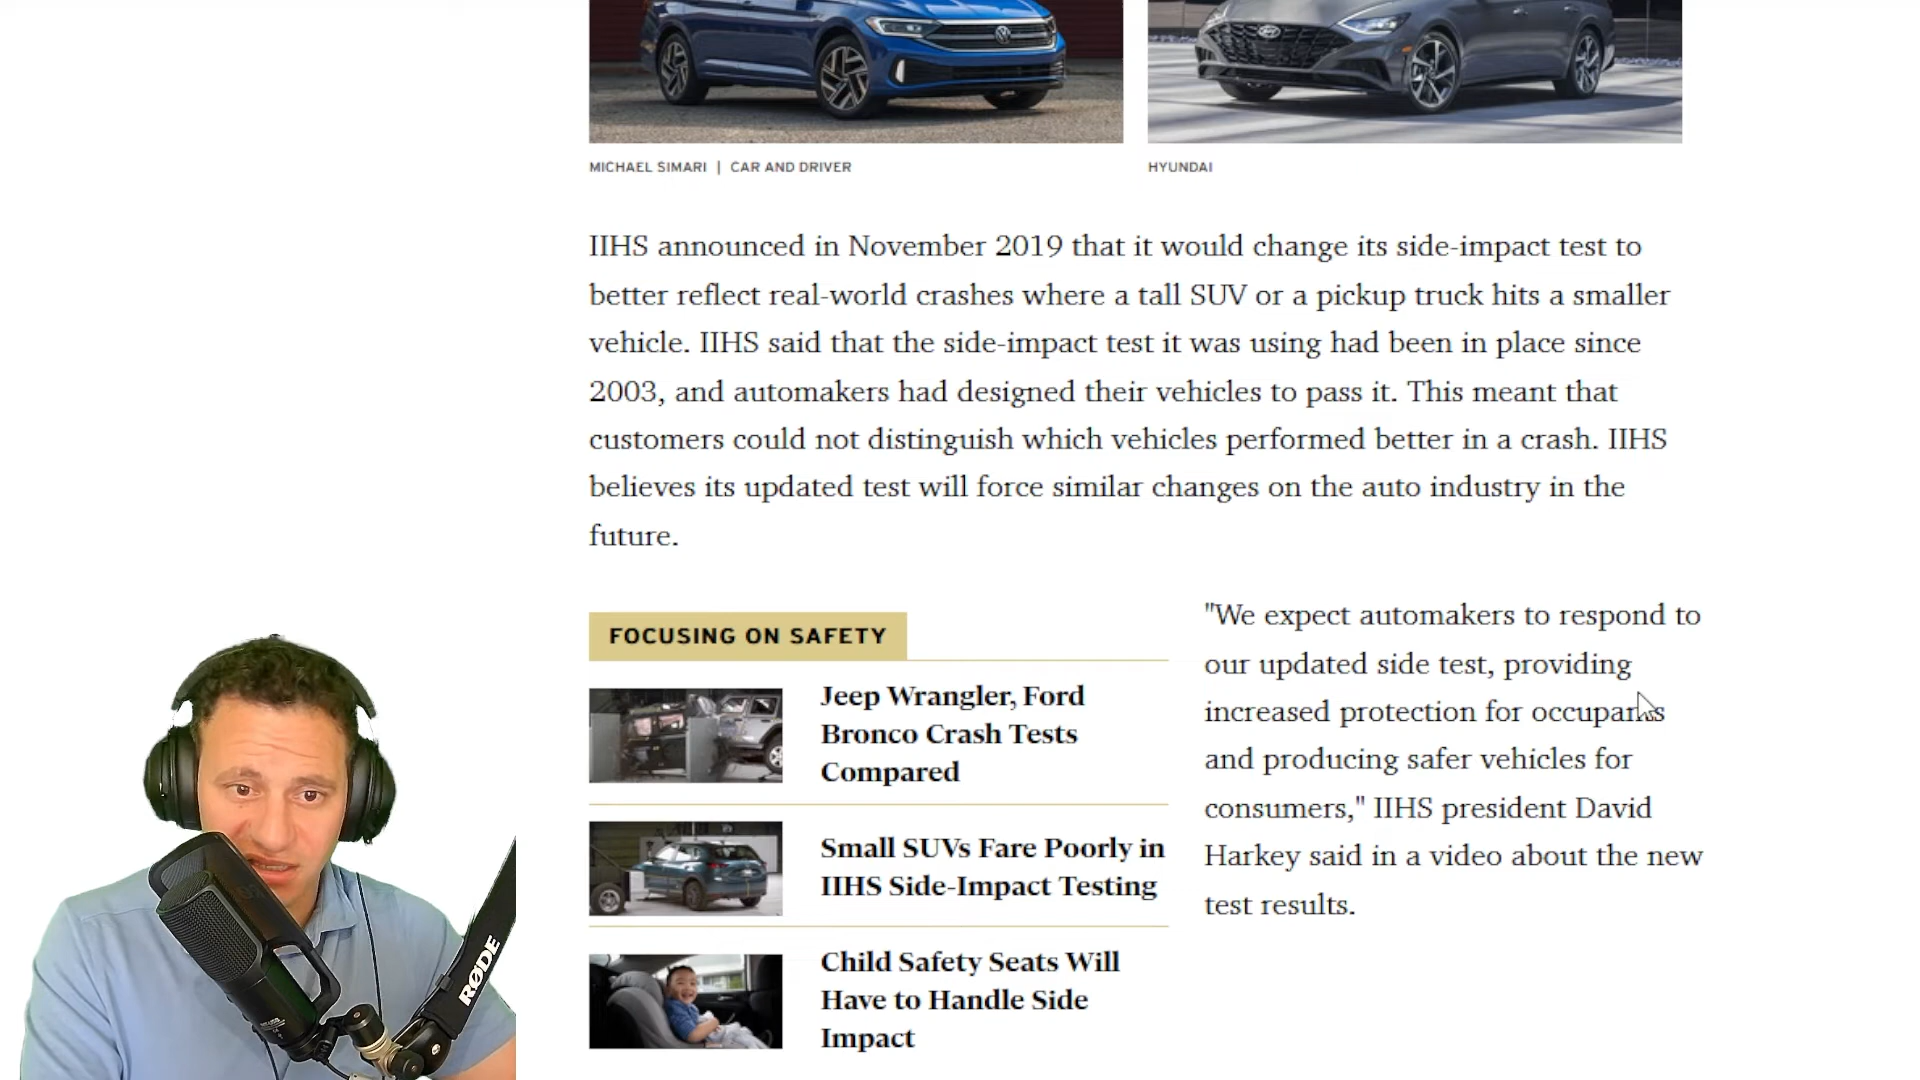 MICHAEL SIMARI | CAR AND DRIVER
HYUNDAI
IIHS announced in November 2019 that it would change its side-impact test to
better reflect real-world crashes where a tall SUV or a pickup truck hits a smaller
vehicle. IIHS said that the side-impact test it was using had been in place since
2003, and automakers had designed their vehicles to pass it. This meant that
customers could not distinguish which vehicles performed better in a crash. IIHS
believes its updated test will force similar changes on the auto industry in the
future.
FOCUSING ON SAFETY
Jeep Wrangler, Ford
Bronco Crash Tests
Compared
Small SUVs Fare Poorly in
IIHS Side-Impact Testing
Child Safety Seats Will
Have to Handle Side
Impact
"We expect automakers to respond to
our updated side test, providing
increased protection for occupants
and producing safer vehicles for
consumers," IIHS president David
Harkey said in a video about the new
test results.
RØDE